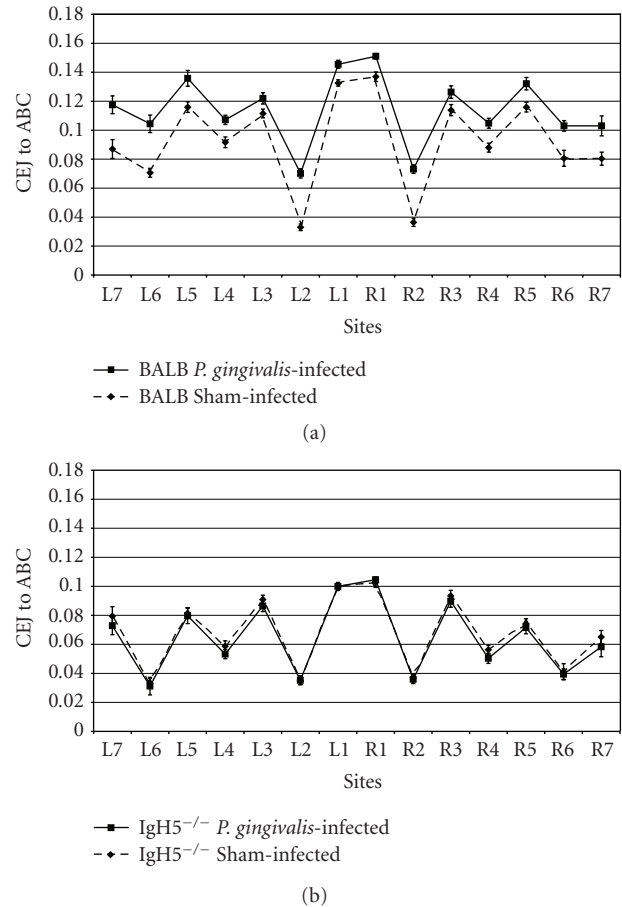 0.18
0.16
0.14
0.12
0.1
0.08
0.06
0.04
0.02
0
CEJ to ABC
L7 L6 L5 L4 L3 L2 L1 R1 R2 R3 R4 R5 R6 R7
Sites
BALB P. gingivalis-infected
BALB Sham-infected
(a)
0.18
0.16
0.14
0.12
0.1
0.08
0.06
0.04
0.02
0
CEJ to ABC
L7 L6 L5 L4 L3 L2 L1 R1 R2 R3 R4 R5 R6 R7
Sites
IgH5−/− P. gingivalis-infected
IgH5−/− Sham-infected
(b)